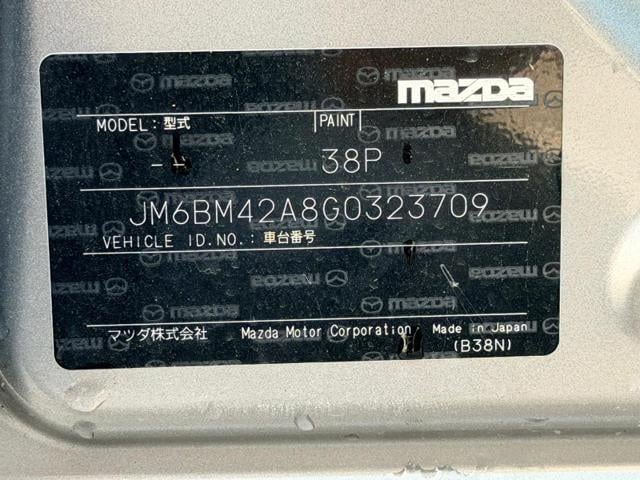 mazda
MODEL: 型式 PAINT
-- 38P
JM6BM42A8G0323709
VEHICLE ID.NO.: 車台番号
マツダ株式会社 Mazda Motor Corporation Made in Japan
(B38N)